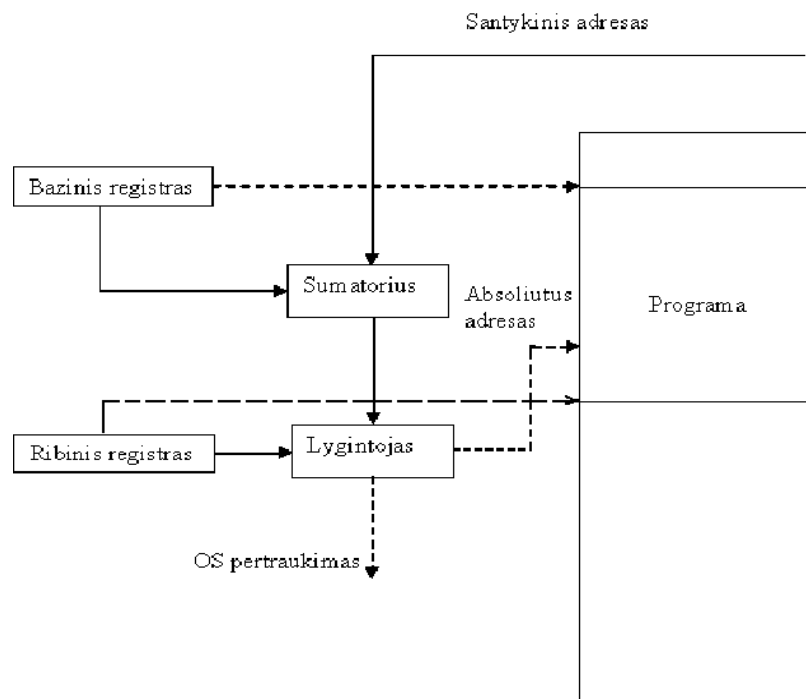 Santykinis adresas
Bazinis registras
Sumatorius
Absoliutus
adresas
Programa
Ribinis registras
Lygintojas
OS pertraukimas